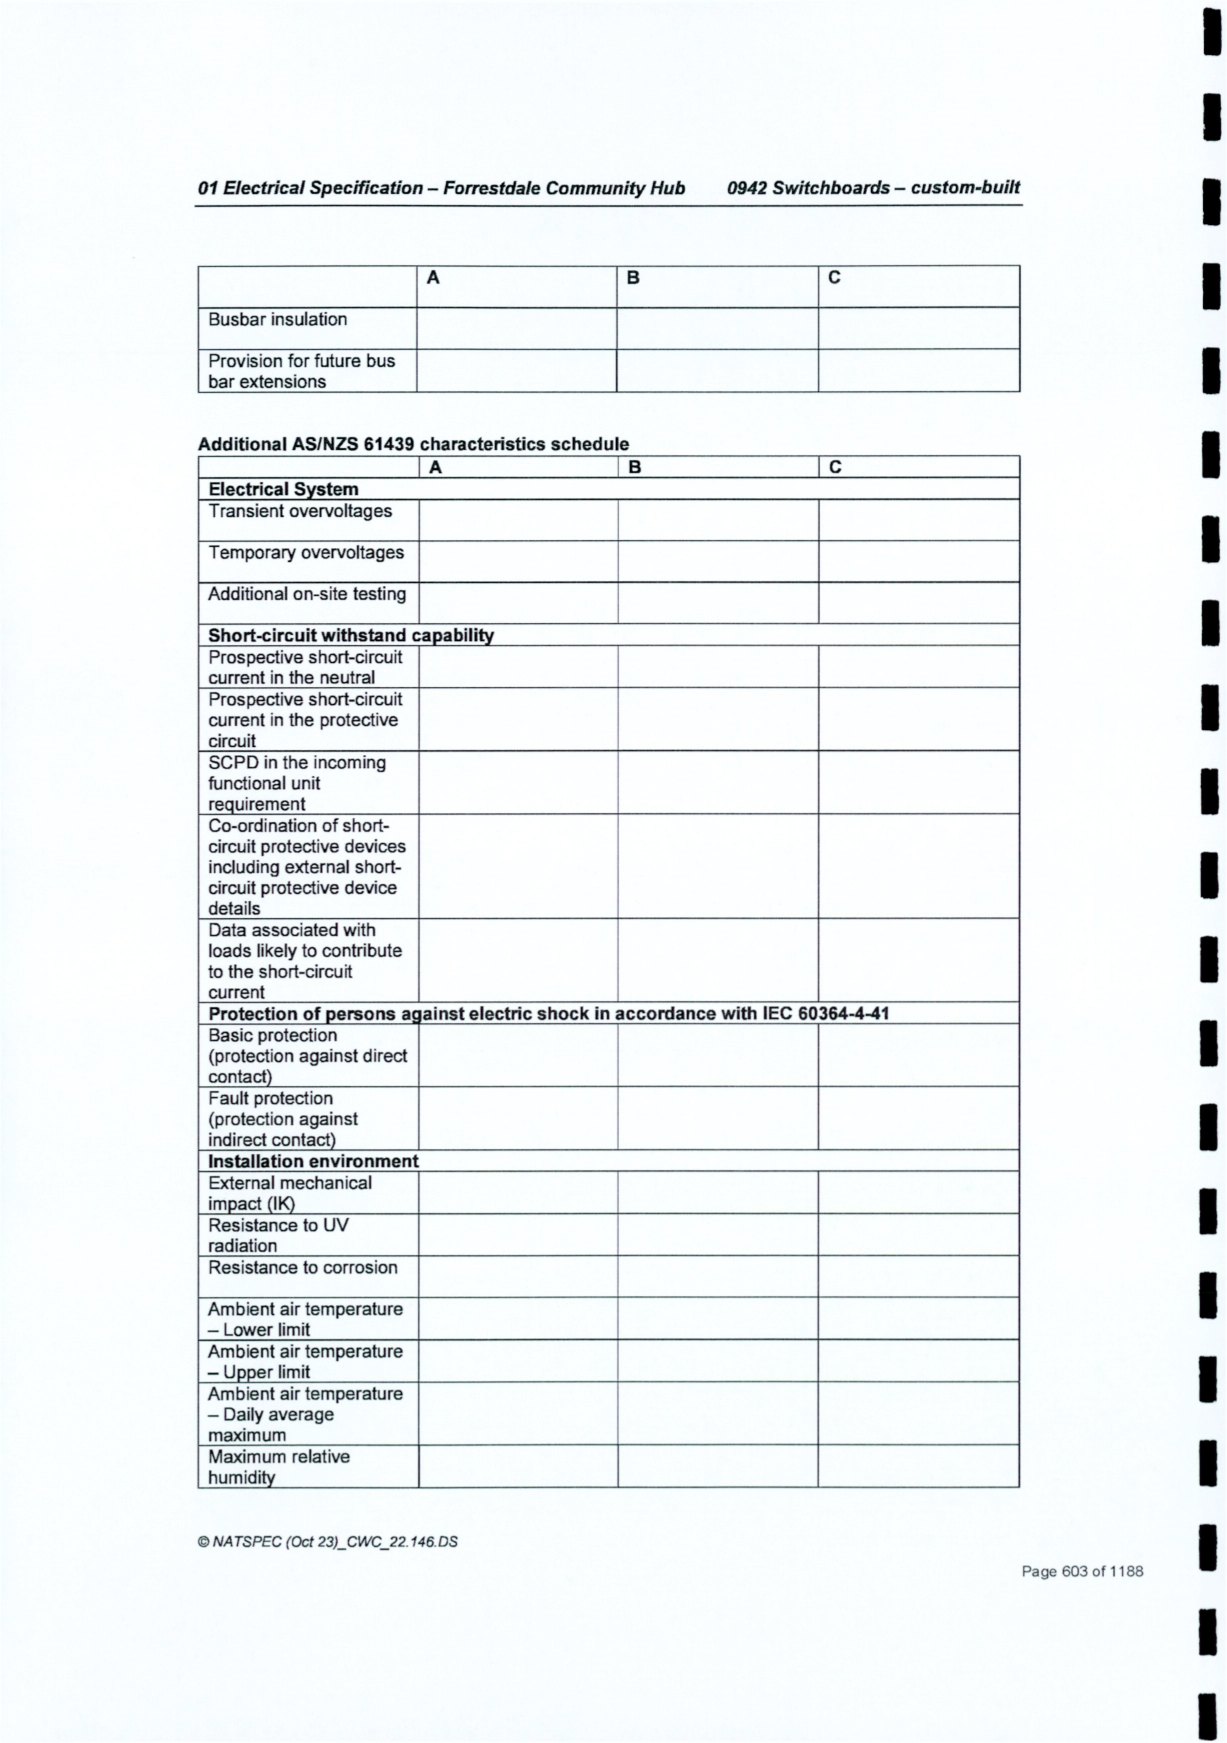 01 Electrical Specification – Forrestdale Community Hub 0942 Switchboards – custom-built
A B C
Busbar insulation
Provision for future bus
bar extensions
Additional AS/NZS 61439 characteristics schedule
A B C
Electrical System
Transient overvoltages
Temporary overvoltages
Additional on-site testing
Short-circuit withstand capability
Prospective short-circuit
current in the neutral
Prospective short-circuit
current in the protective
circuit
SCPD in the incoming
functional unit
requirement
Co-ordination of short-
circuit protective devices
including external short-
circuit protective device
details
Data associated with
loads likely to contribute
to the short-circuit
current
Protection of persons against electric shock in accordance with IEC 60364-4-41
Basic protection
(protection against direct
contact)
Fault protection
(protection against
indirect contact)
Installation environment
External mechanical
impact (IK)
Resistance to UV
radiation
Resistance to corrosion
Ambient air temperature
– Lower limit
Ambient air temperature
– Upper limit
Ambient air temperature
– Daily average
maximum
Maximum relative
humidity
© NATSPEC (Oct 23)_CWC_22.146.DS
Page 603 of 1188